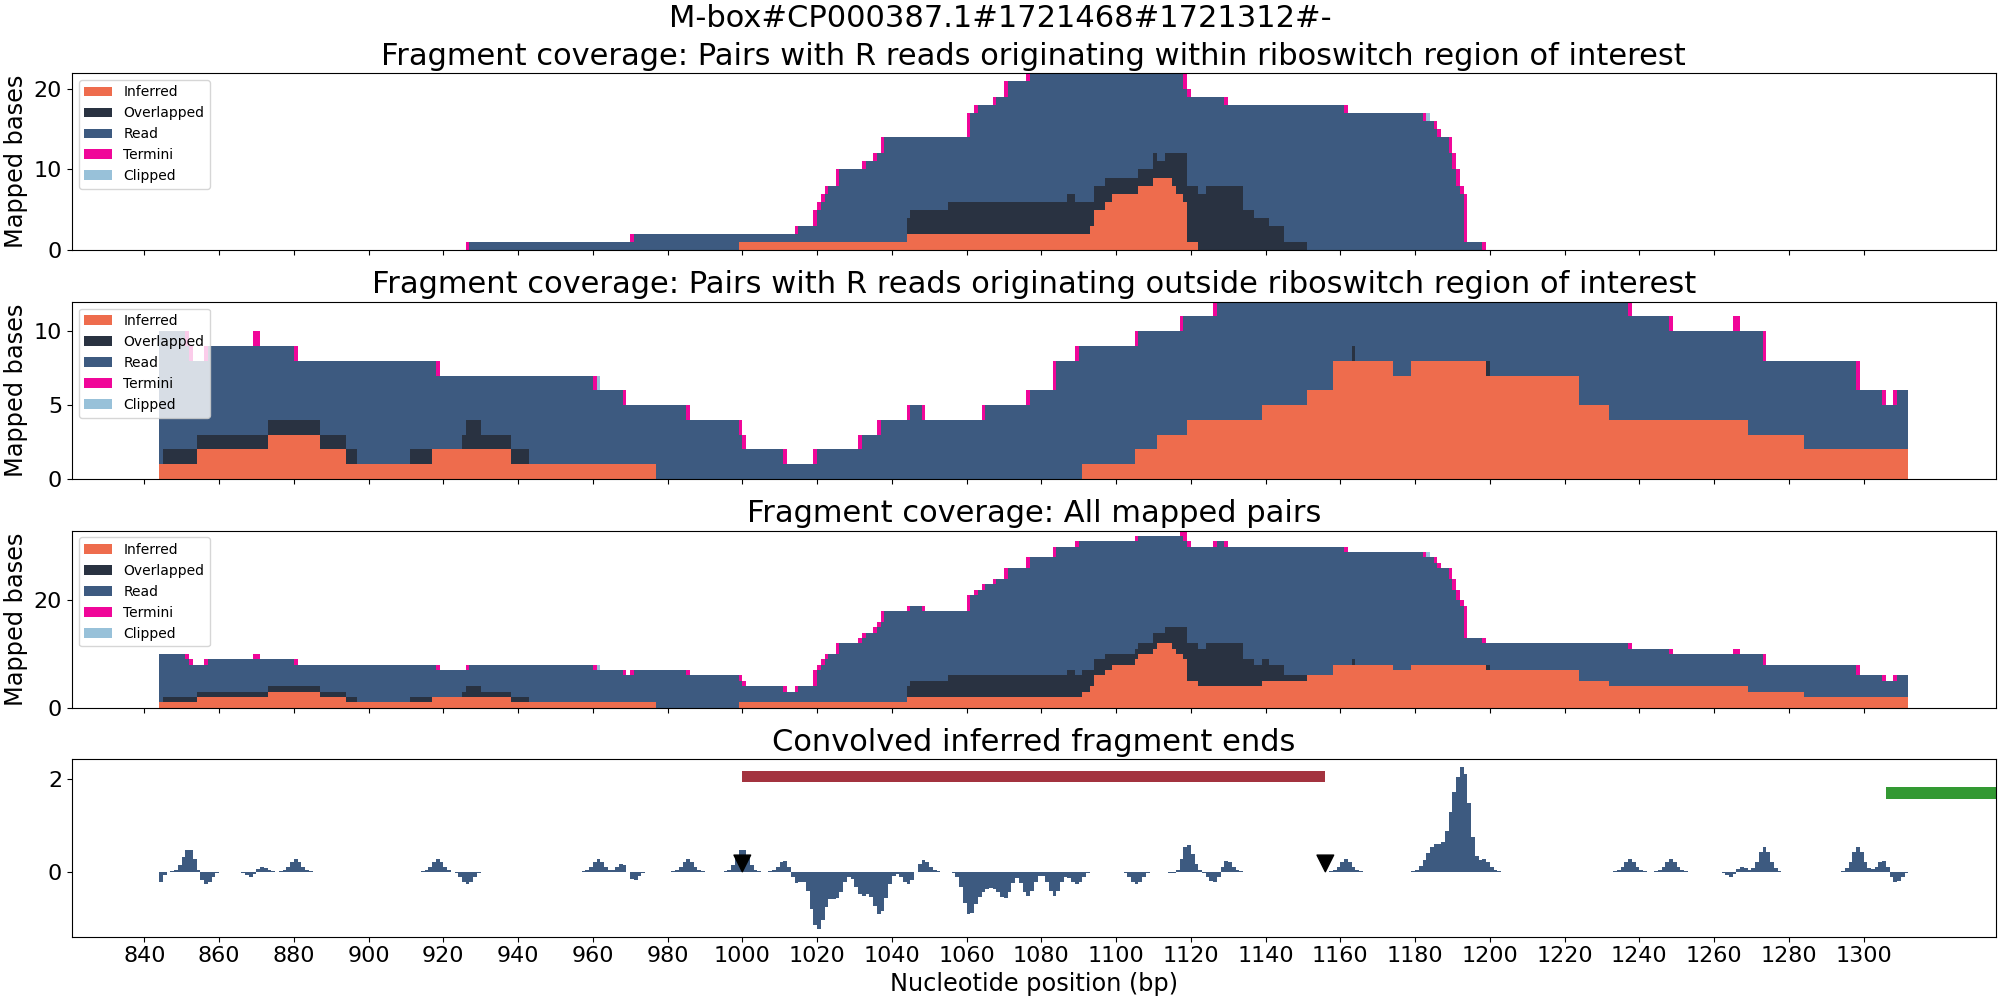 M-box#CP000387.1#1721468#1721312#-
Fragment coverage: Pairs with R reads originating within riboswitch region of interest
Mapped bases
20
10
0
Inferred
Overlapped
Read
Termini
Clipped
Fragment coverage: Pairs with R reads originating outside riboswitch region of interest
Mapped bases
10
5
0
Inferred
Overlapped
Read
Termini
Clipped
Fragment coverage: All mapped pairs
Mapped bases
20
0
Inferred
Overlapped
Read
Termini
Clipped
Convolved inferred fragment ends
2
0
840 860 880 900 920 940 960 980 1000 1020 1040 1060 1080 1100 1120 1140 1160 1180 1200 1220 1240 1260 1280 1300
Nucleotide position (bp)